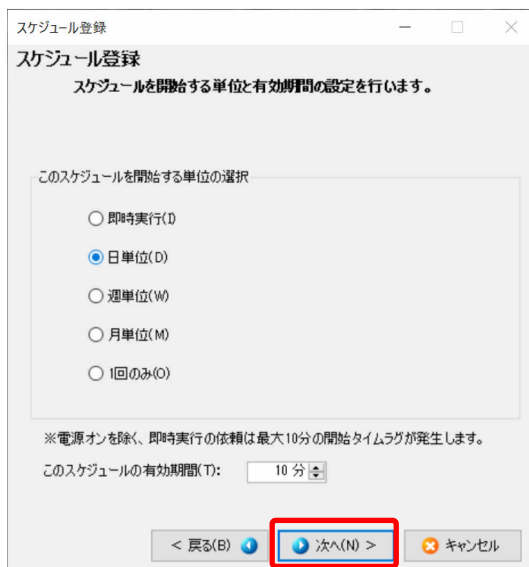 スケジュール登録
スケジュール登録
スケジュールを開始する単位と有効期間の設定を行います。
このスケジュールを開始する単位の選択
即時実行(I)
日単位(D)
週単位(W)
月単位(M)
1回のみ(O)
※電源オンを除く、即時実行の依頼は最大10分の開始タイムラグが発生します。
このスケジュールの有効期間(T): 10 分
< 戻る(B) 次へ(N) > キャンセル